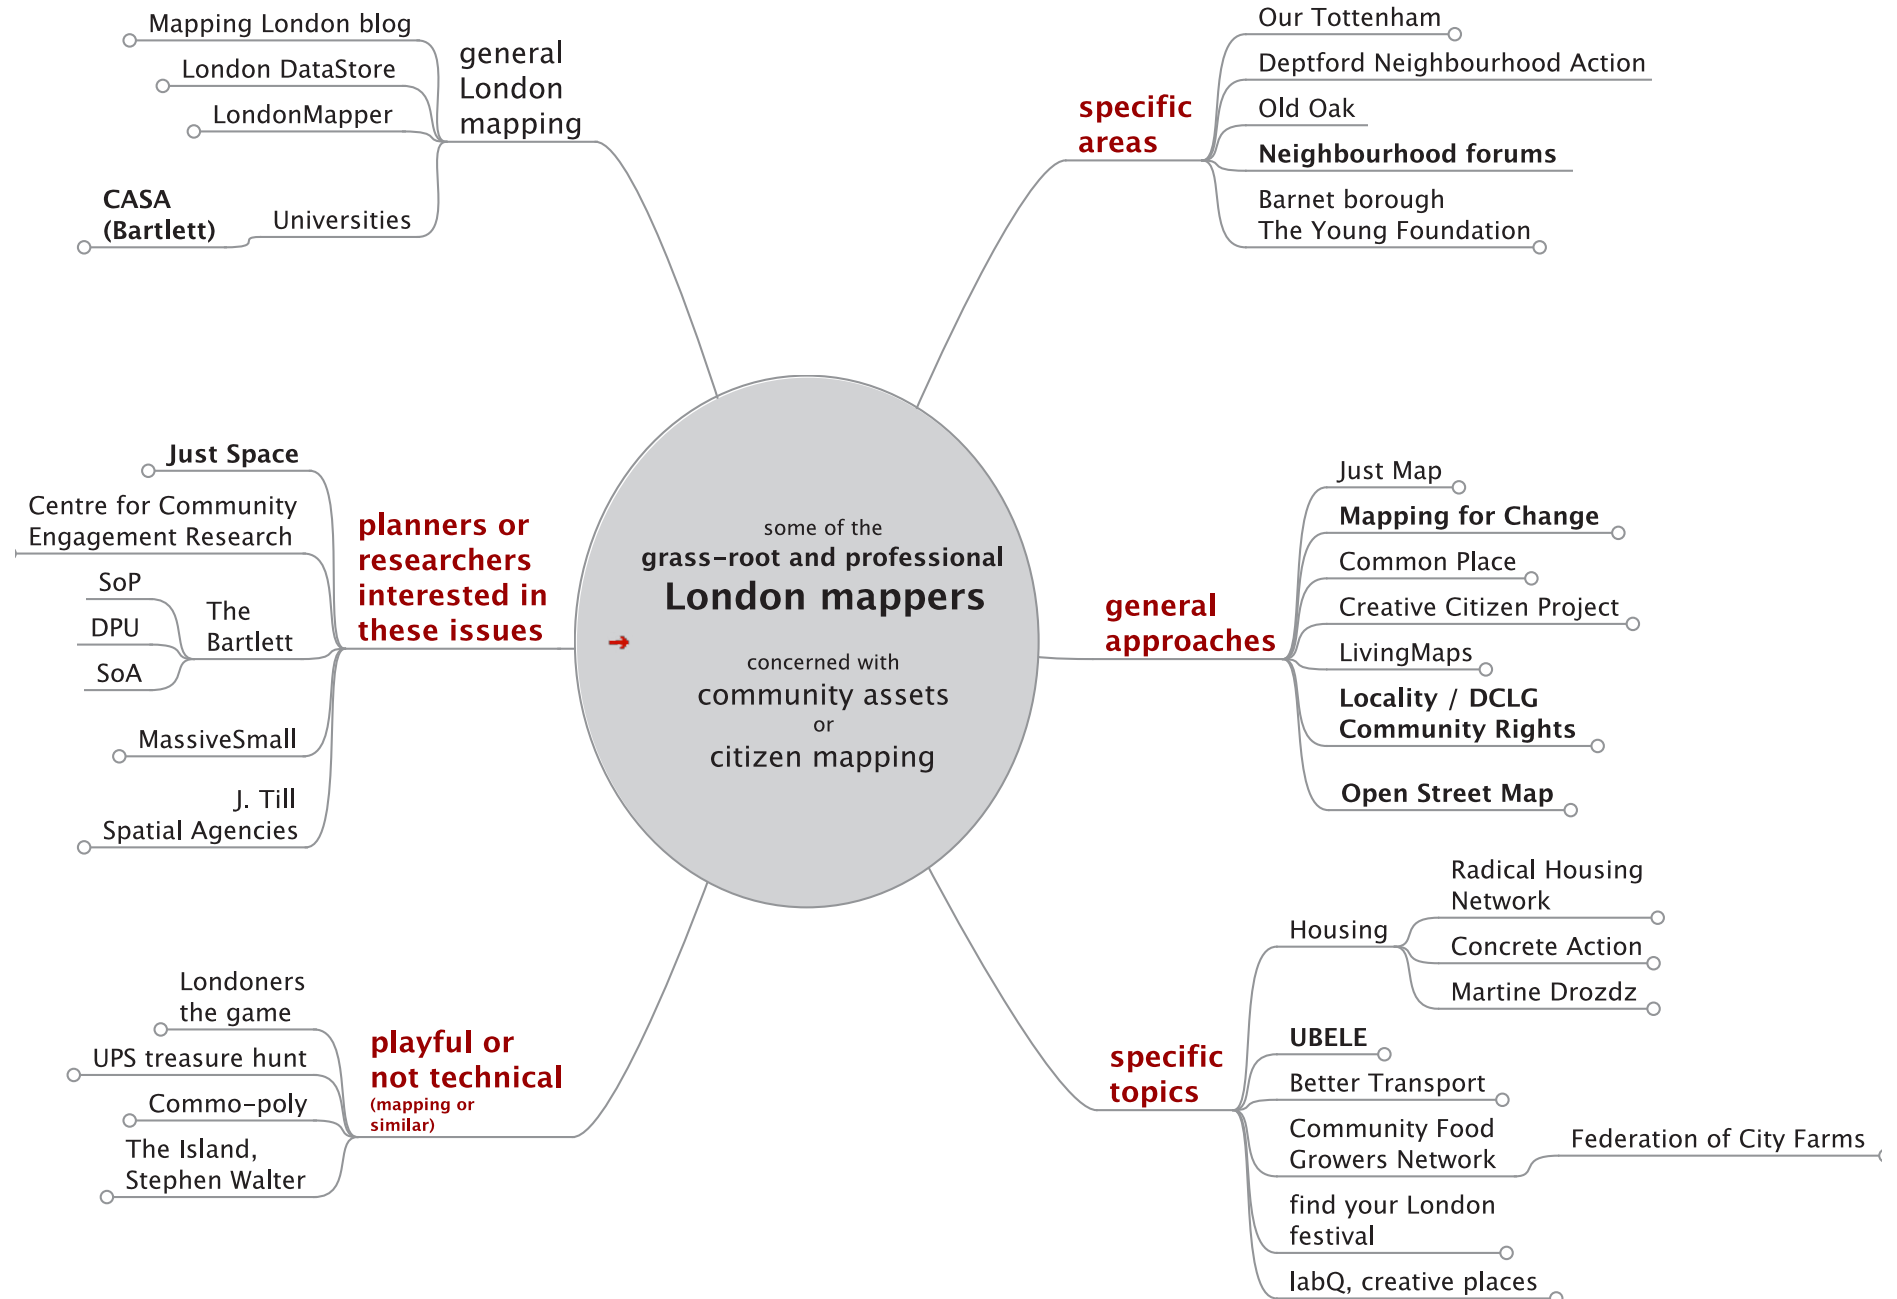 Mapping London blog
London DataStore
LondonMapper
CASA
(Bartlett)
Universities
general
London
mapping
specific
areas
Our Tottenham
Deptford Neighbourhood Action
Old Oak
Neighbourhood forums
Barnet borough
The Young Foundation
Just Space
Centre for Community
Engagement Research
SoP
DPU
SoA
The
Bartlett
MassiveSmall
J. Till
Spatial Agencies
planners or
researchers
interested in
these issues
some of the
grass-root and professional
London mappers
concerned with
community assets
or
citizen mapping
general
approaches
Just Map
Mapping for Change
Common Place
Creative Citizen Project
LivingMaps
Locality / DCLG
Community Rights
Open Street Map
Londoners
the game
UPS treasure hunt
Commo-poly
The Island,
Stephen Walter
playful or
not technical
(mapping or
similar)
specific
topics
Housing
Radical Housing
Network
Concrete Action
Martine Drozdz
UBELE
Better Transport
Community Food
Growers Network
Federation of City Farms
find your London
festival
labQ, creative places